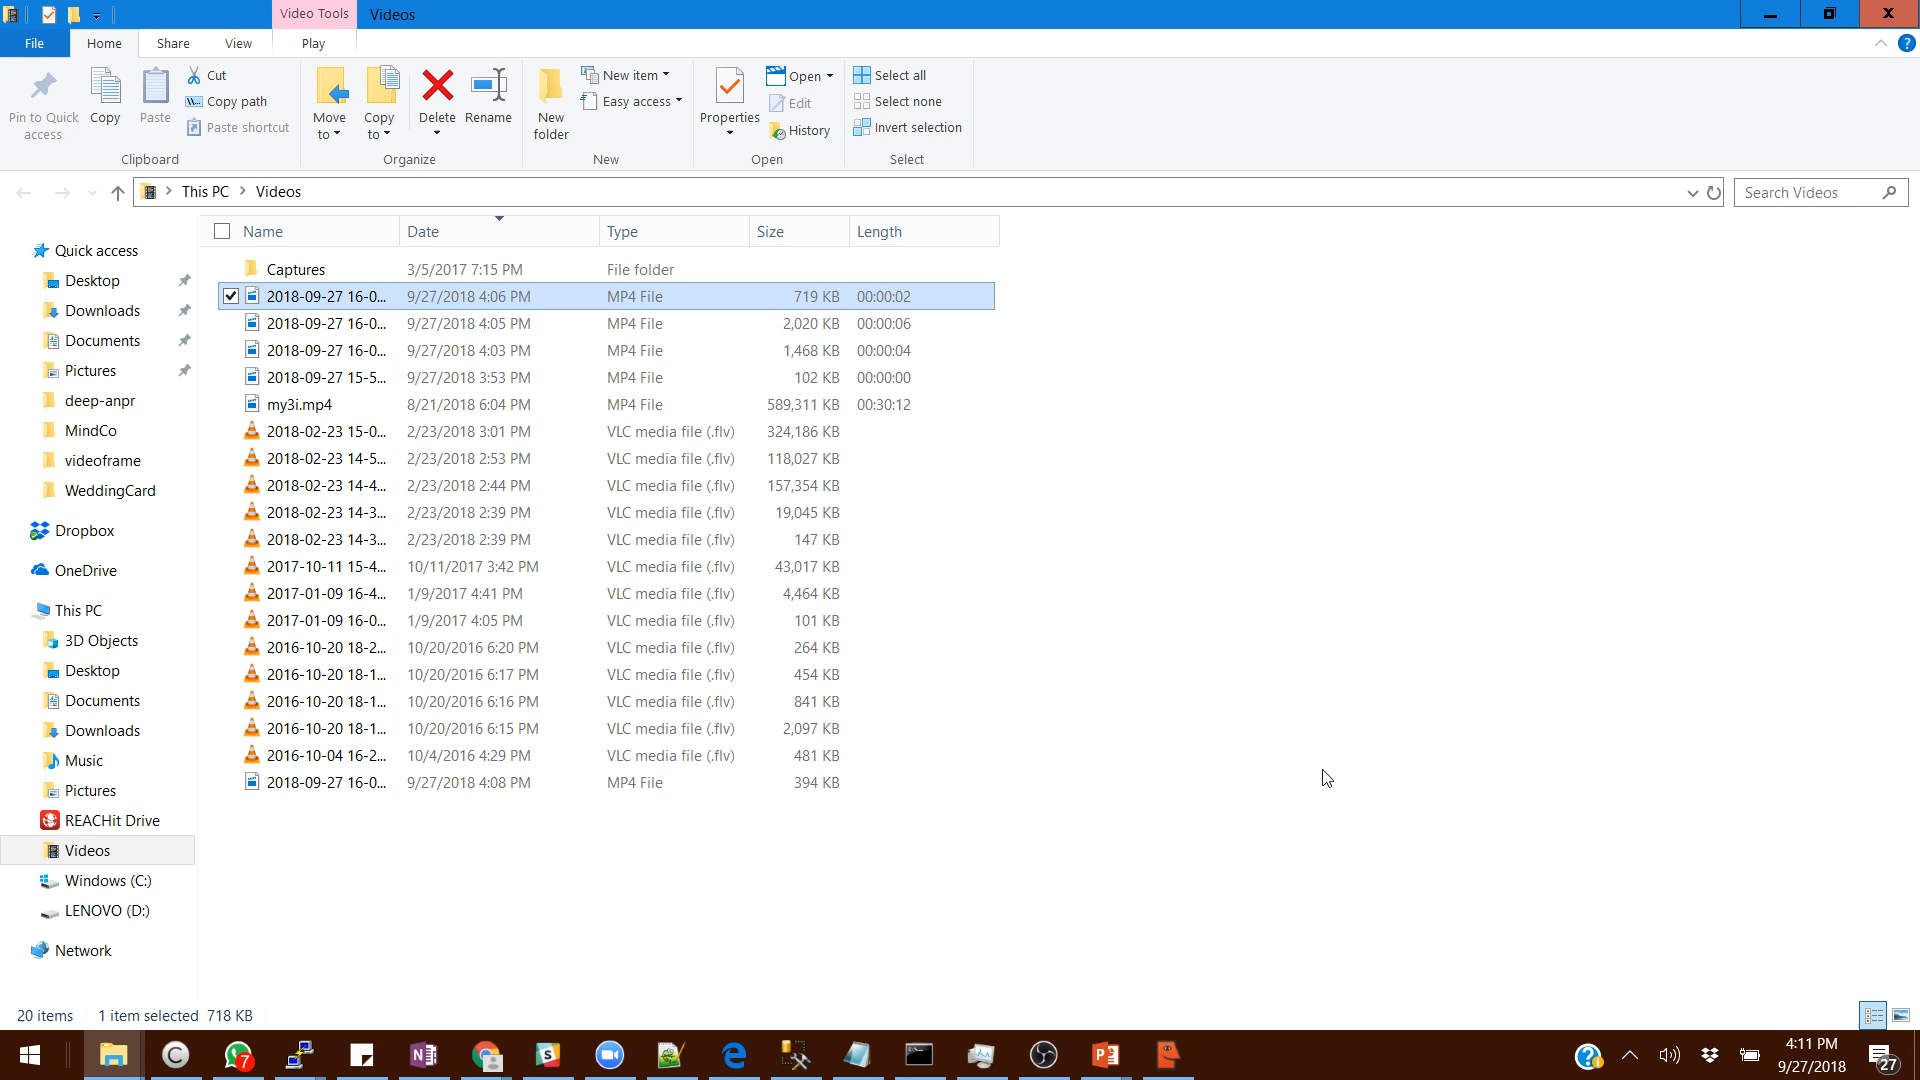 Video Tools Videos
File Home Share View Play
Pin to Quick access
Copy
Paste
Cut
Copy path
Paste shortcut
Clipboard
Move to
Copy to
Delete
Rename
Organize
New folder
New item
Easy access
New
Properties
Open
Edit
History
Open
Select all
Select none
Invert selection
Select
This PC Videos
Search Videos
Quick access
Desktop
Downloads
Documents
Pictures
deep-anpr
MindCo
videoframe
WeddingCard
Dropbox
OneDrive
This PC
3D Objects
Desktop
Documents
Downloads
Music
Pictures
REACHit Drive
Videos
Windows (C:)
LENOVO (D:)
Network
Name Date Type Size Length
Captures 3/5/2017 7:15 PM File folder
2018-09-27 16-0... 9/27/2018 4:06 PM MP4 File 719 KB 00:00:02
2018-09-27 16-0... 9/27/2018 4:05 PM MP4 File 2,020 KB 00:00:06
2018-09-27 16-0... 9/27/2018 4:03 PM MP4 File 1,468 KB 00:00:04
2018-09-27 15-5... 9/27/2018 3:53 PM MP4 File 102 KB 00:00:00
my3i.mp4 8/21/2018 6:04 PM MP4 File 589,311 KB 00:30:12
2018-02-23 15-0... 2/23/2018 3:01 PM VLC media file (.flv) 324,186 KB
2018-02-23 14-5... 2/23/2018 2:53 PM VLC media file (.flv) 118,027 KB
2018-02-23 14-4... 2/23/2018 2:44 PM VLC media file (.flv) 157,354 KB
2018-02-23 14-3... 2/23/2018 2:39 PM VLC media file (.flv) 19,045 KB
2018-02-23 14-3... 2/23/2018 2:39 PM VLC media file (.flv) 147 KB
2017-10-11 15-4... 10/11/2017 3:42 PM VLC media file (.flv) 43,017 KB
2017-01-09 16-4... 1/9/2017 4:41 PM VLC media file (.flv) 4,464 KB
2017-01-09 16-0... 1/9/2017 4:05 PM VLC media file (.flv) 101 KB
2016-10-20 18-2... 10/20/2016 6:20 PM VLC media file (.flv) 264 KB
2016-10-20 18-1... 10/20/2016 6:17 PM VLC media file (.flv) 454 KB
2016-10-20 18-1... 10/20/2016 6:16 PM VLC media file (.flv) 841 KB
2016-10-20 18-1... 10/20/2016 6:15 PM VLC media file (.flv) 2,097 KB
2016-10-04 16-2... 10/4/2016 4:29 PM VLC media file (.flv) 481 KB
2018-09-27 16-0... 9/27/2018 4:08 PM MP4 File 394 KB
20 items 1 item selected 718 KB
7
4:11 PM
9/27/2018
27